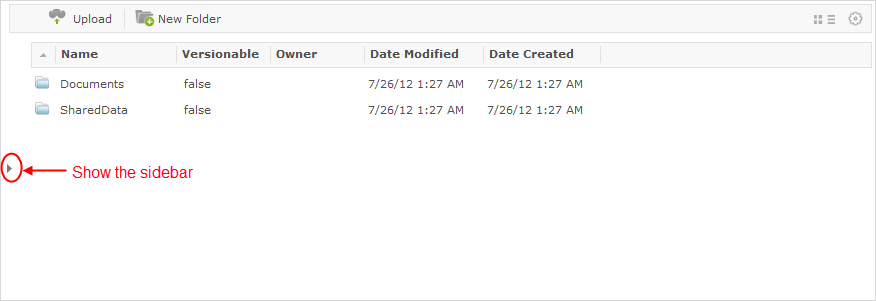 Upload New Folder
Name Versionable Owner Date Modified Date Created
Documents false 7/26/12 1:27 AM 7/26/12 1:27 AM
SharedData false 7/26/12 1:27 AM 7/26/12 1:27 AM
Show the sidebar